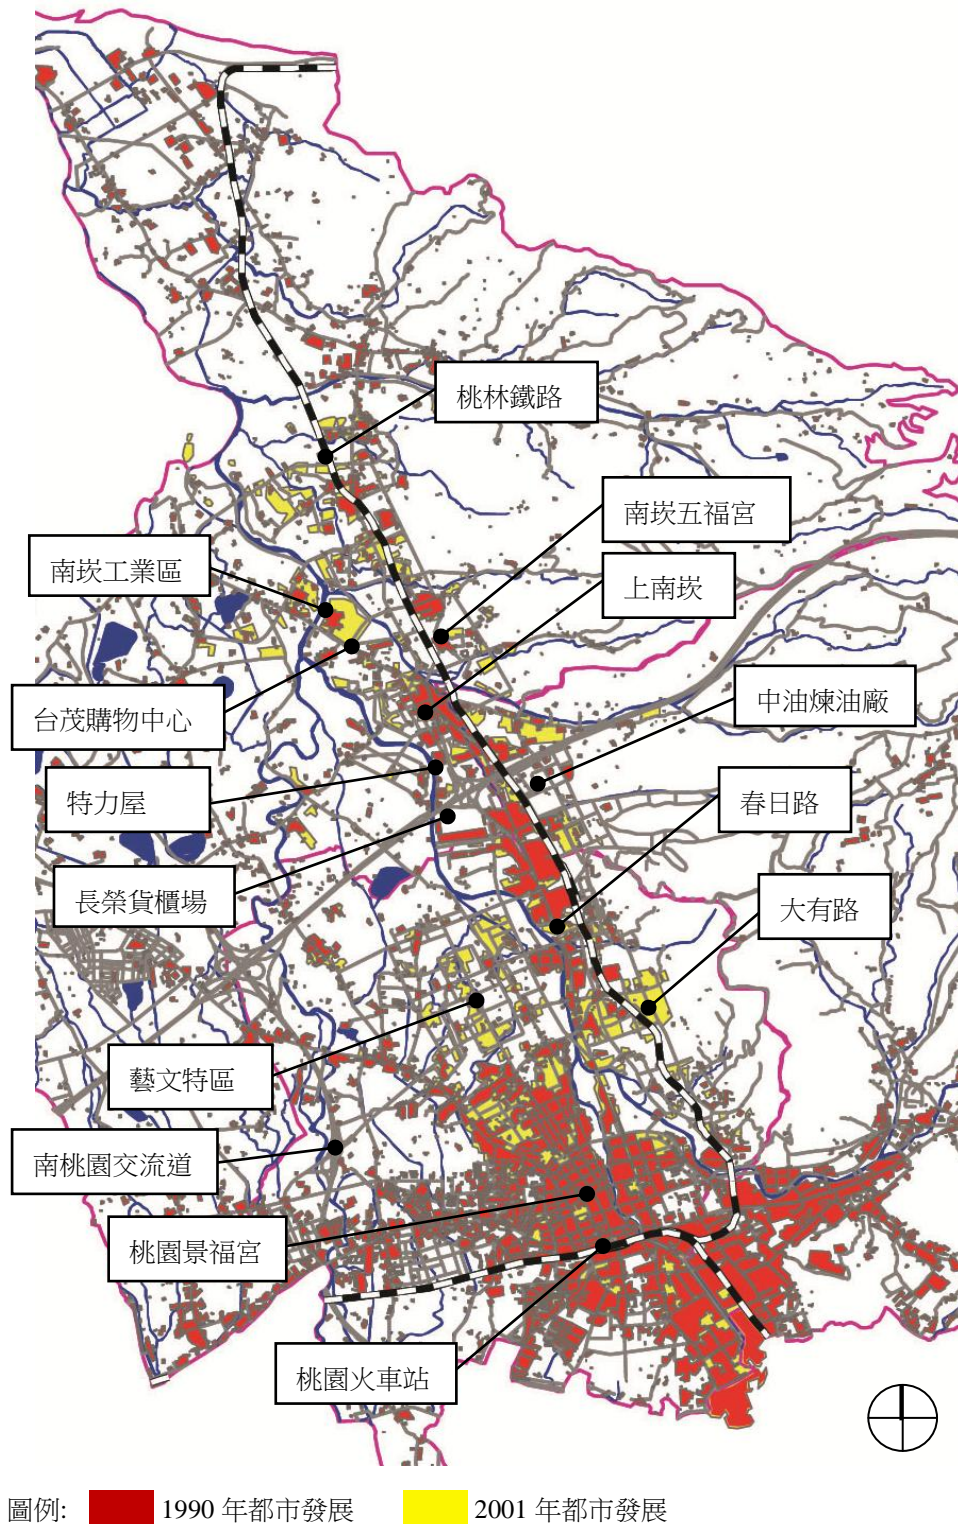 桃林鐵路
南崁五福宮
南崁工業區
上南崁
台茂購物中心
中油煉油廠
特力屋
春日路
長榮貨櫃場
大有路
藝文特區
南桃園交流道
桃園景福宮
桃園火車站
圖例: 1990 年都市發展 2001 年都市發展